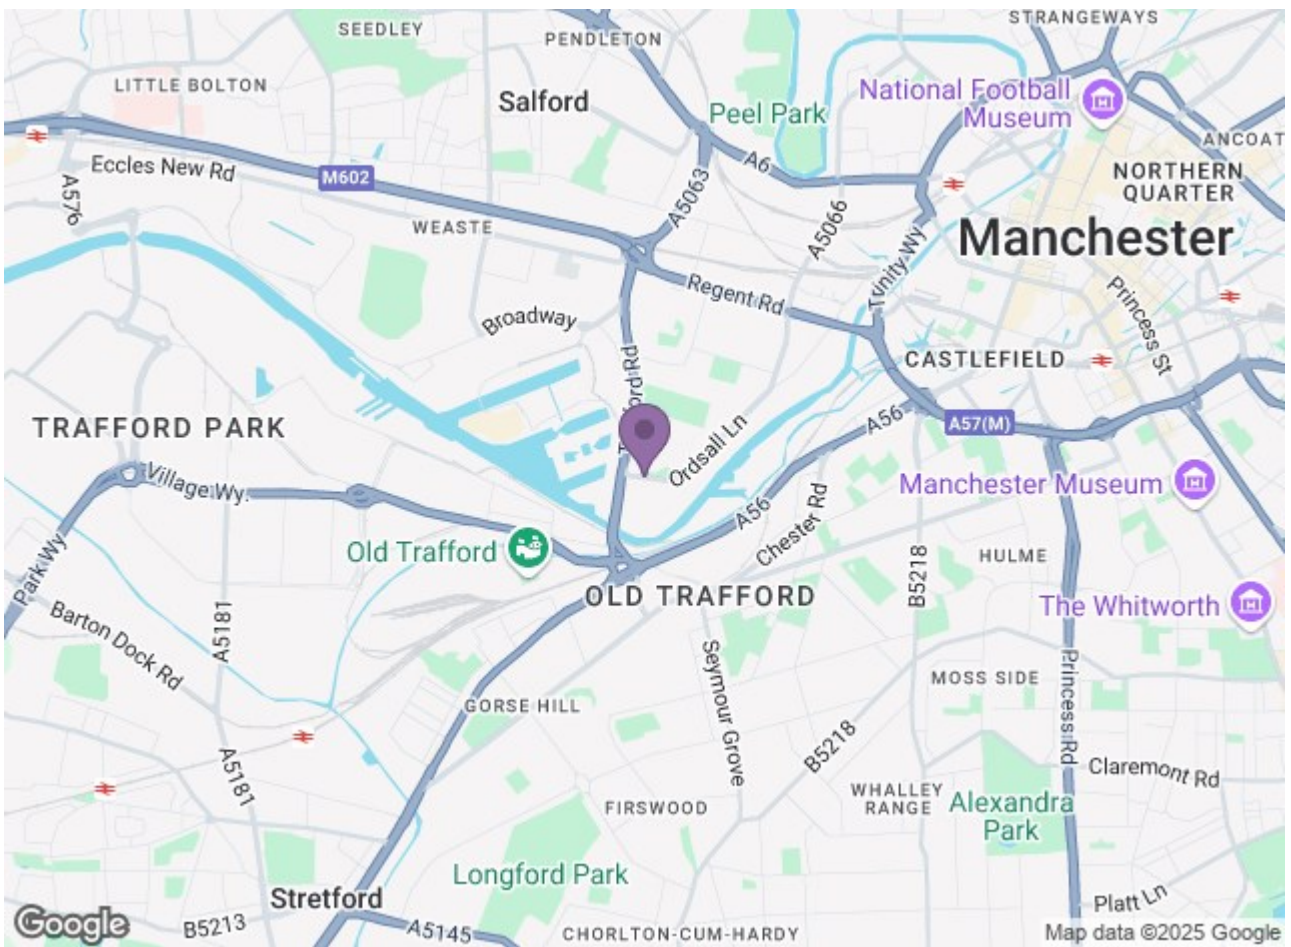 STRANGEWAYS
SEEDLEY
PENDLETON
LITTLE BOLTON
Salford
Peel Park
National Football
Museum
ANCOAT
Eccles New Rd
M602
A6
NORTHERN
QUARTER
A576
A5063
A5066
WEASTE
Manchester
Trinity Wy
Regent Rd
Princess St
Broadway
CASTLEFIELD
ford Rd
TRAFFORD PARK
A56
A57(M)
Ordsall Ln
Village Wy.
Manchester Museum
A56
Chester Rd
Old Trafford
HULME
Park Wy
B5218
OLD TRAFFORD
The Whitworth
Barton Dock Rd
A5181
Seymour Grove
MOSS SIDE
Princess Rd
GORSE HILL
B5218
A5181
Claremont Rd
WHALLEY
RANGE
FIRSWOOD
Alexandra
Park
Longford Park
Stretford
Platt Ln
Google
B5213
A5145
CHORLTON-CUM-HARDY
Map data ©2025 Google